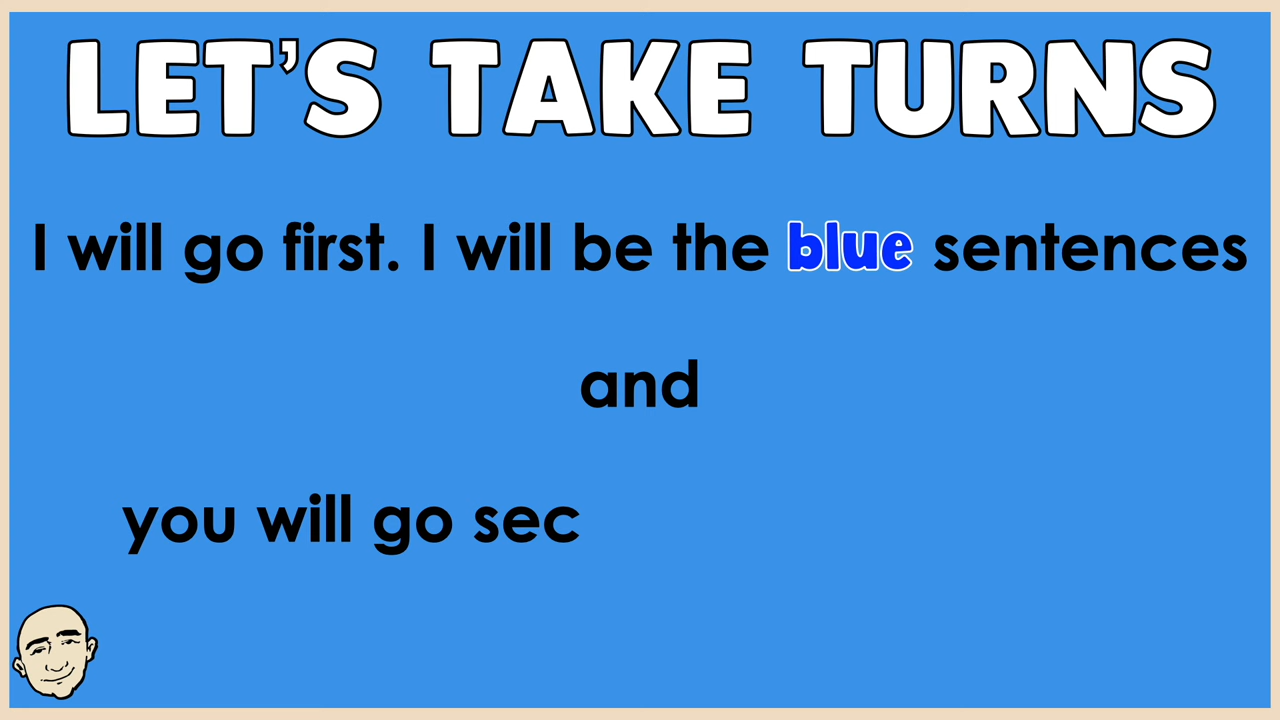 LET'S TAKE TURNS
I will go first. I will be the blue sentences
and
you will go sec